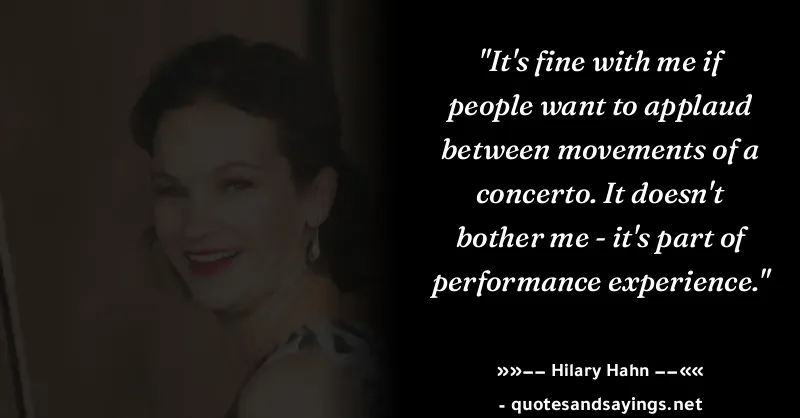 "It's fine with me if
people want to applaud
between movements of a
concerto. It doesn't
bother me - it's part of
performance experience."
»»−− Hilary Hahn −−««
- quotesandsayings.net